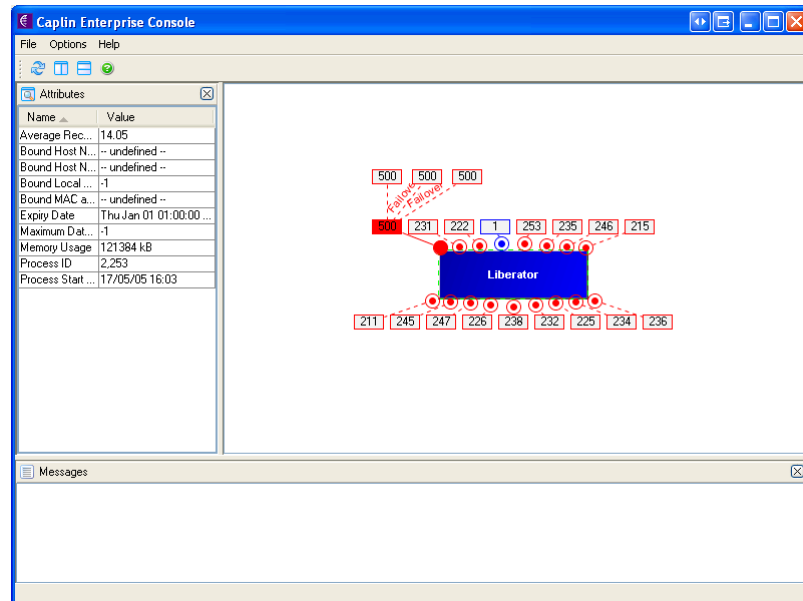 Caplin Enterprise Console
File Options Help
Attributes
Name Value
Average Rec... 14.05
Bound Host N... -- undefined --
Bound Host N... -- undefined --
Bound Local ... -1
Bound MAC a... -- undefined --
Expiry Date Thu Jan 01 01:00:00 ...
Maximum Dat... -1
Memory Usage 121384 kB
Process ID 2,253
Process Start ... 17/05/05 16:03
500 500 500
Failover
Failover
500 231 222 1 253 235 246 215
Liberator
211 245 247 226 238 232 225 234 236
Messages